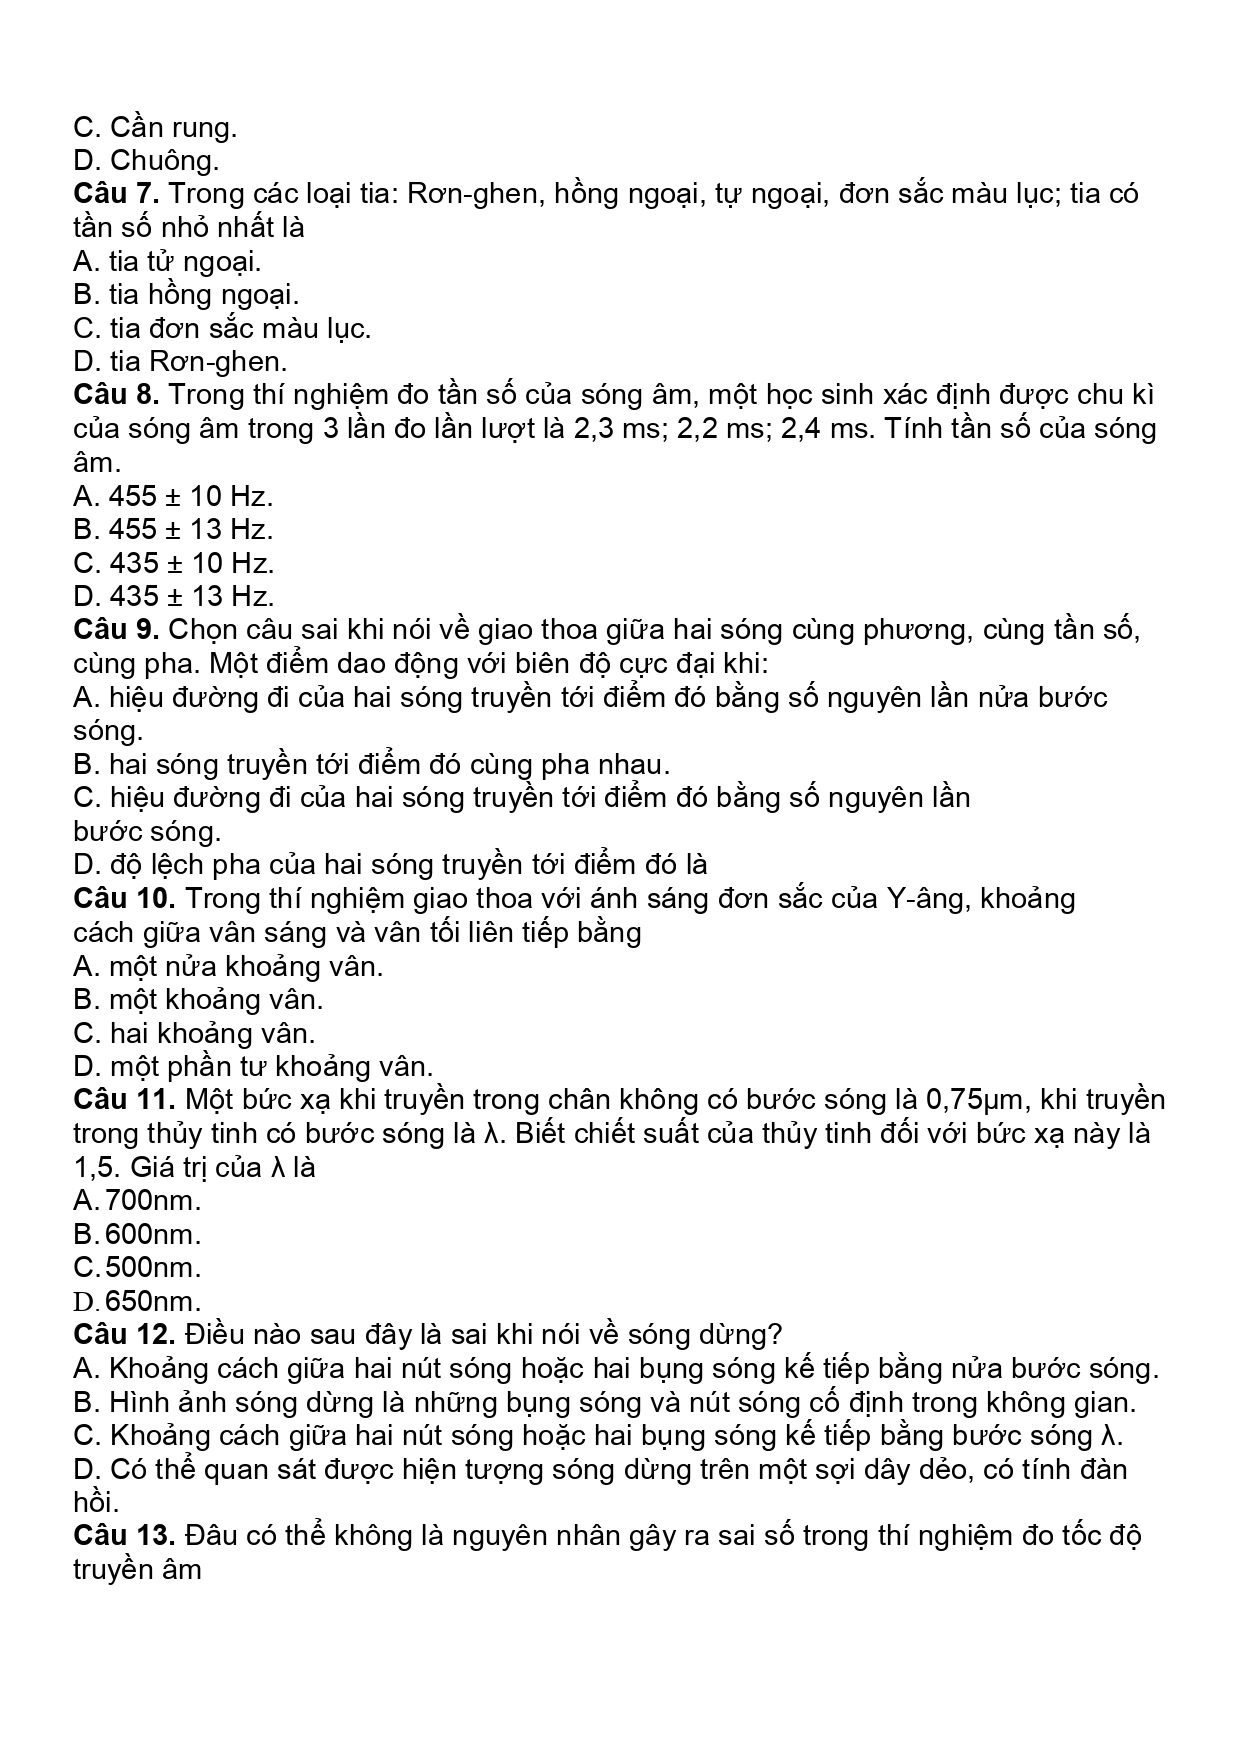 C. Cần rung.
D. Chuông.
Câu 7. Trong các loại tia: Rơn-ghen, hồng ngoại, tự ngoại, đơn sắc màu lục; tia có
tần số nhỏ nhất là
A. tia tử ngoại.
B. tia hồng ngoại.
C. tia đơn sắc màu lục.
D. tia Rơn-ghen.
Câu 8. Trong thí nghiệm đo tần số của sóng âm, một học sinh xác định được chu kì
của sóng âm trong 3 lần đo lần lượt là 2,3 ms; 2,2 ms; 2,4 ms. Tính tần số của sóng
âm.
A. 455 ± 10 Hz.
B. 455 ± 13 Hz.
C. 435 ± 10 Hz.
D. 435 ± 13 Hz.
Câu 9. Chọn câu sai khi nói về giao thoa giữa hai sóng cùng phương, cùng tần số,
cùng pha. Một điểm dao động với biên độ cực đại khi:
A. hiệu đường đi của hai sóng truyền tới điểm đó bằng số nguyên lần nửa bước
sóng.
B. hai sóng truyền tới điểm đó cùng pha nhau.
C. hiệu đường đi của hai sóng truyền tới điểm đó bằng số nguyên lần
bước sóng.
D. độ lệch pha của hai sóng truyền tới điểm đó là
Câu 10. Trong thí nghiệm giao thoa với ánh sáng đơn sắc của Y-âng, khoảng
cách giữa vân sáng và vân tối liên tiếp bằng
A. một nửa khoảng vân.
B. một khoảng vân.
C. hai khoảng vân.
D. một phần tư khoảng vân.
Câu 11. Một bức xạ khi truyền trong chân không có bước sóng là 0,75µm, khi truyền
trong thủy tinh có bước sóng là λ. Biết chiết suất của thủy tinh đối với bức xạ này là
1,5. Giá trị của λ là
A. 700nm.
B. 600nm.
C. 500nm.
D. 650nm.
Câu 12. Điều nào sau đây là sai khi nói về sóng dừng?
A. Khoảng cách giữa hai nút sóng hoặc hai bụng sóng kế tiếp bằng nửa bước sóng.
B. Hình ảnh sóng dừng là những bụng sóng và nút sóng cố định trong không gian.
C. Khoảng cách giữa hai nút sóng hoặc hai bụng sóng kế tiếp bằng bước sóng λ.
D. Có thể quan sát được hiện tượng sóng dừng trên một sợi dây dẻo, có tính đàn
hồi.
Câu 13. Đâu có thể không là nguyên nhân gây ra sai số trong thí nghiệm đo tốc độ
truyền âm